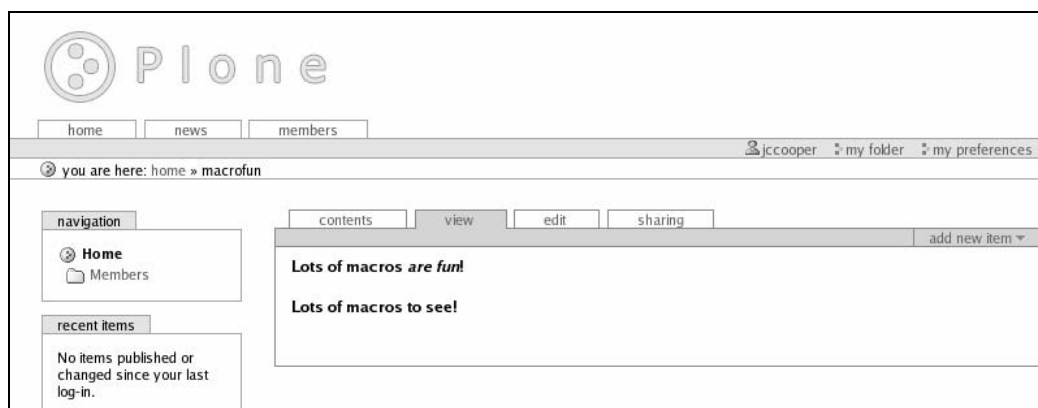 Plone
home news members
jccooper my folder my preferences
you are here: home » macrofun
navigation
Home
Members
recent items
No items published or
changed since your last
log-in.
contents view edit sharing
add new item
Lots of macros are fun!
Lots of macros to see!